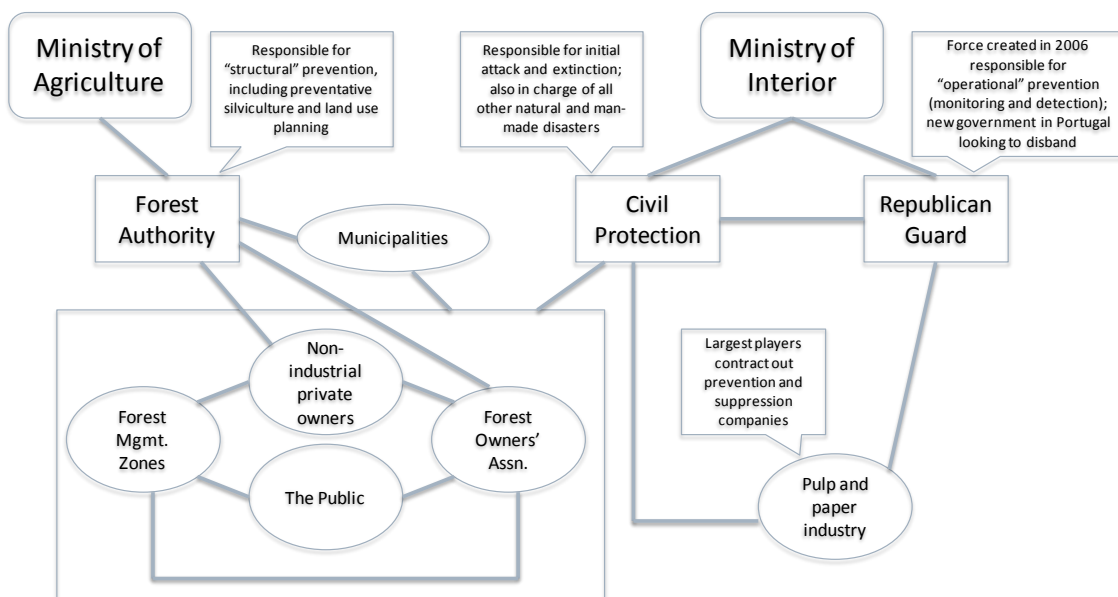 Ministry of
Agriculture
Responsible for
“structural” prevention,
including preventative
silviculture and land use
planning
Responsible for initial
attack and extinction;
also in charge of all
other natural and man-
made disasters
Ministry of
Interior
Force created in 2006
responsible for
“operational” prevention
(monitoring and detection);
new government in Portugal
looking to disband
Forest
Authority
Municipalities
Civil
Protection
Republican
Guard
Non-
industrial
private
owners
Forest
Mgmt.
Zones
Forest
Owners’
Assn.
The Public
Largest players
contract out
prevention and
suppression
companies
Pulp and
paper
industry